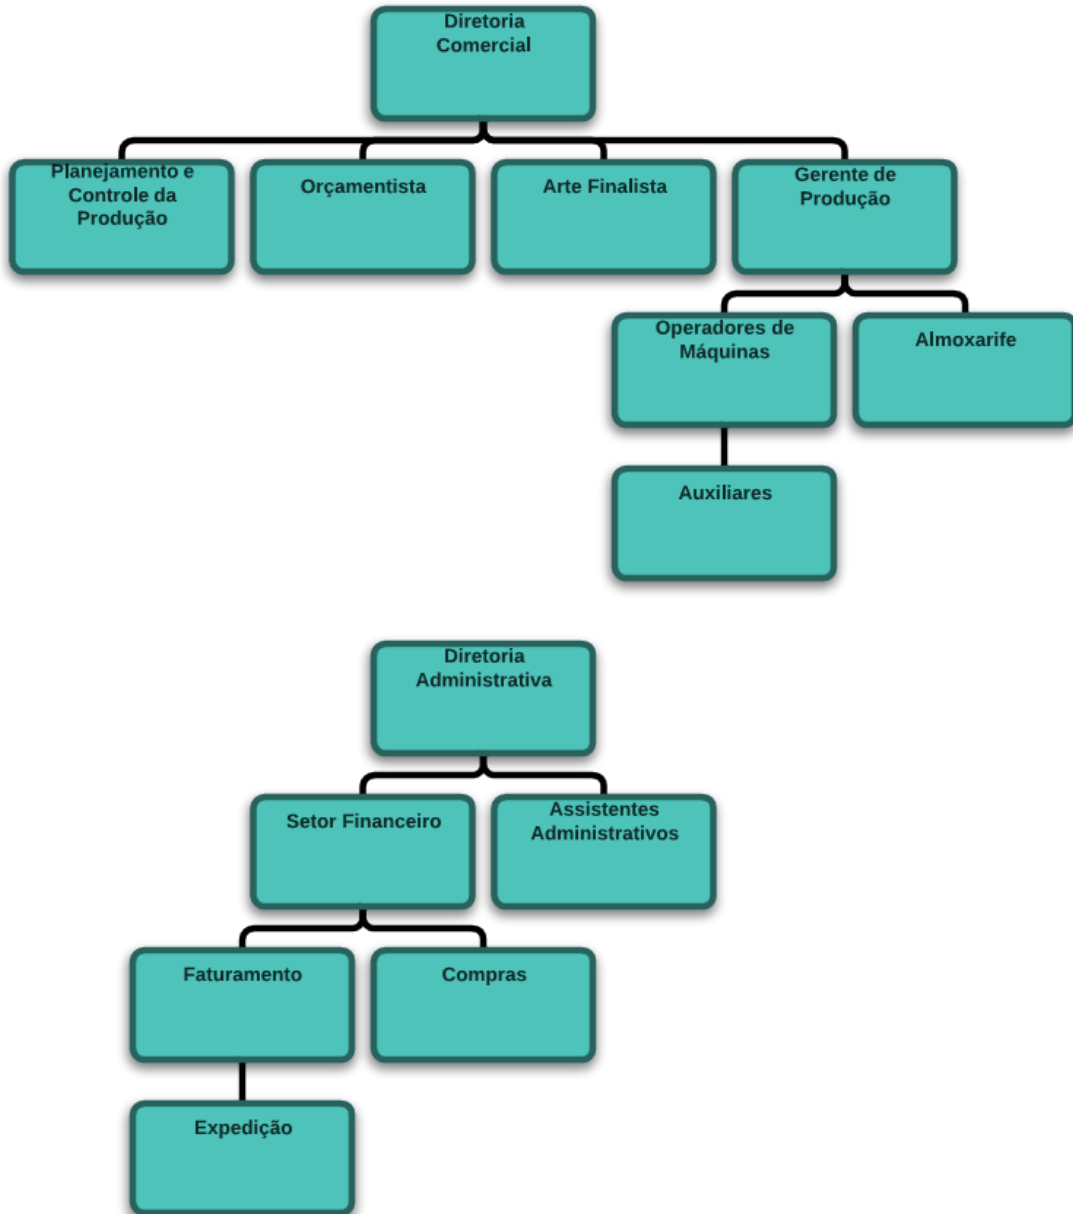 Diretoria
Comercial
Planejamento e
Controle da
Produção
Orçamentista
Arte Finalista
Gerente de
Produção
Operadores de
Máquinas
Almoxarife
Auxiliares
Diretoria
Administrativa
Setor Financeiro
Assistentes
Administrativos
Faturamento
Compras
Expedição